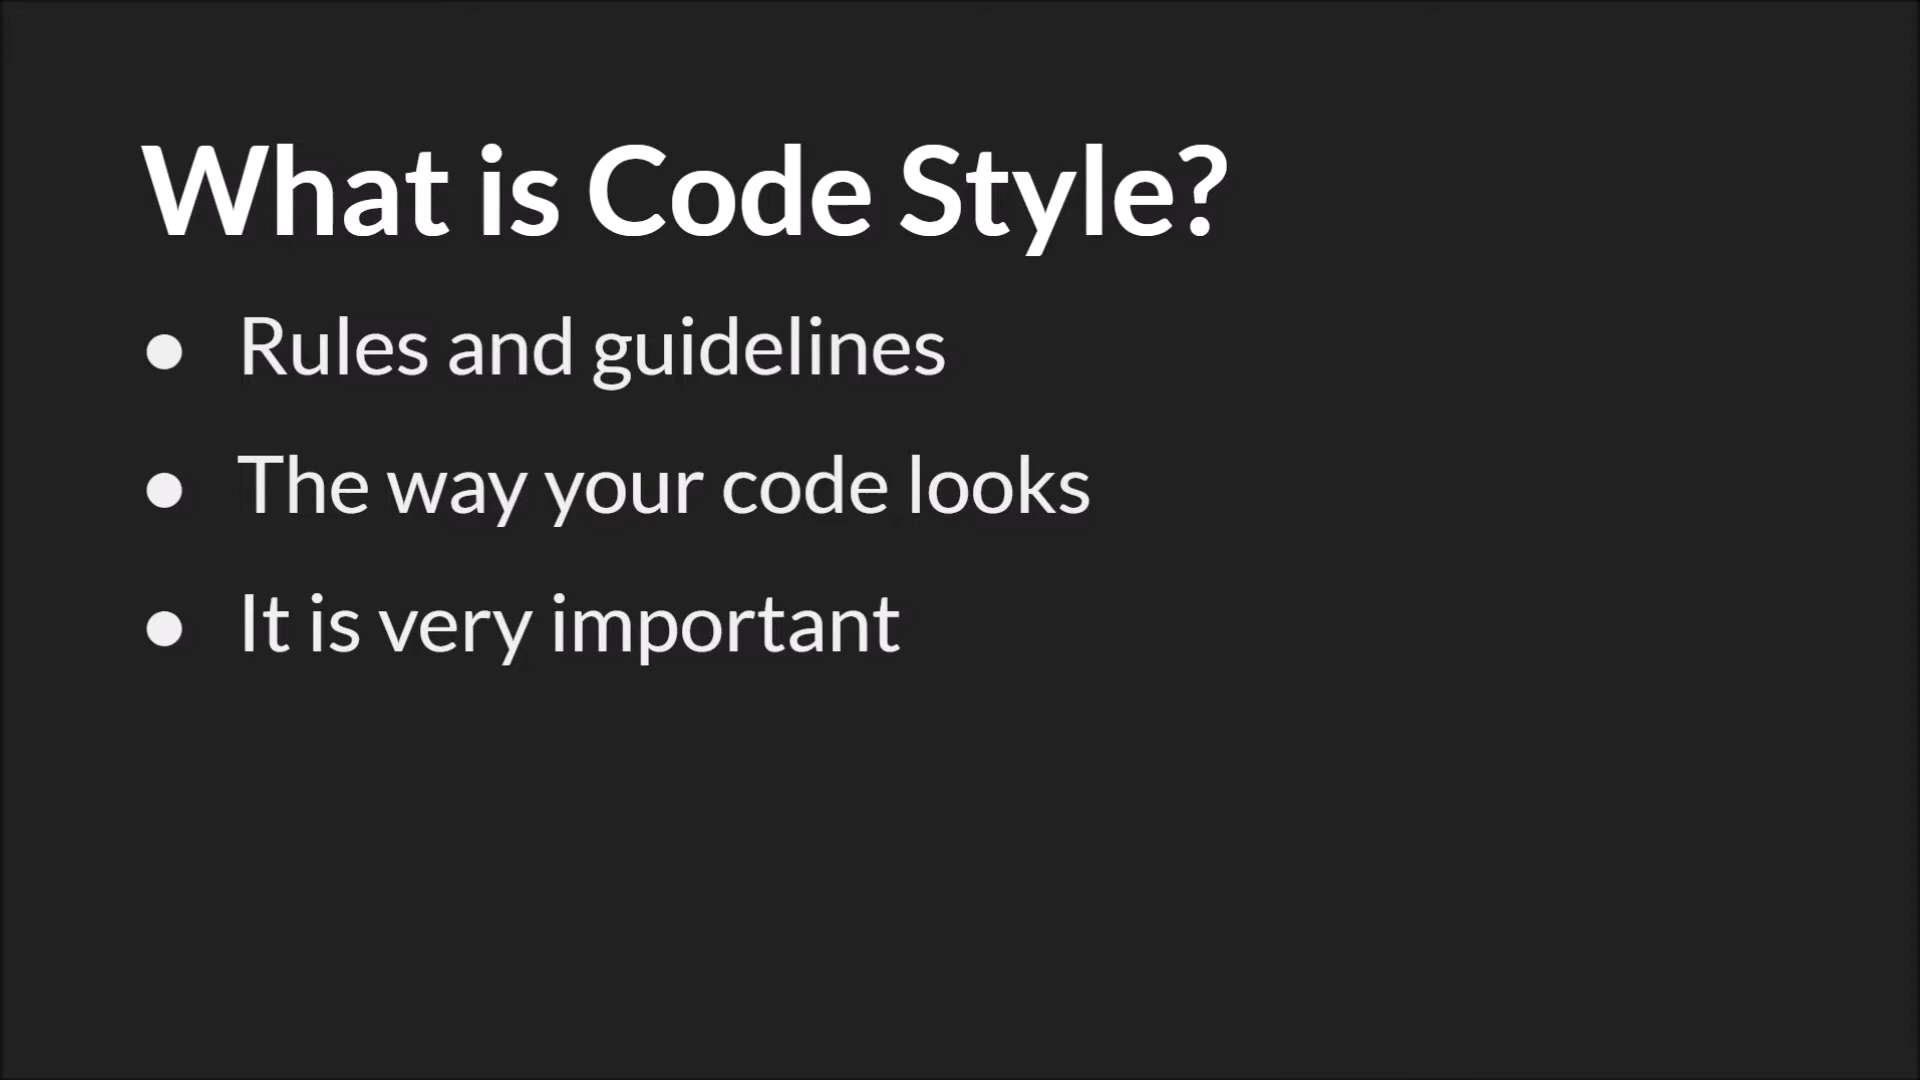 What is Code Style?
● Rules and guidelines
● The way your code looks
● It is very important